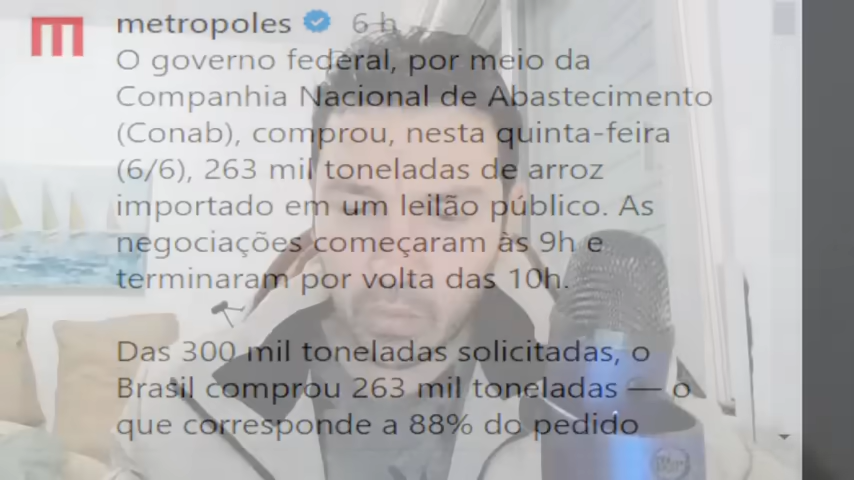 metropoles 6 h
O governo federal, por meio da
Companhia Nacional de Abastecimento
(Conab), comprou, nesta quinta-feira
(6/6), 263 mil toneladas de arroz
importado em um leilão público. As
negociações começaram às 9h e
terminaram por volta das 10h.
Das 300 mil toneladas solicitadas, o
Brasil comprou 263 mil toneladas — o
que corresponde a 88% do pedido